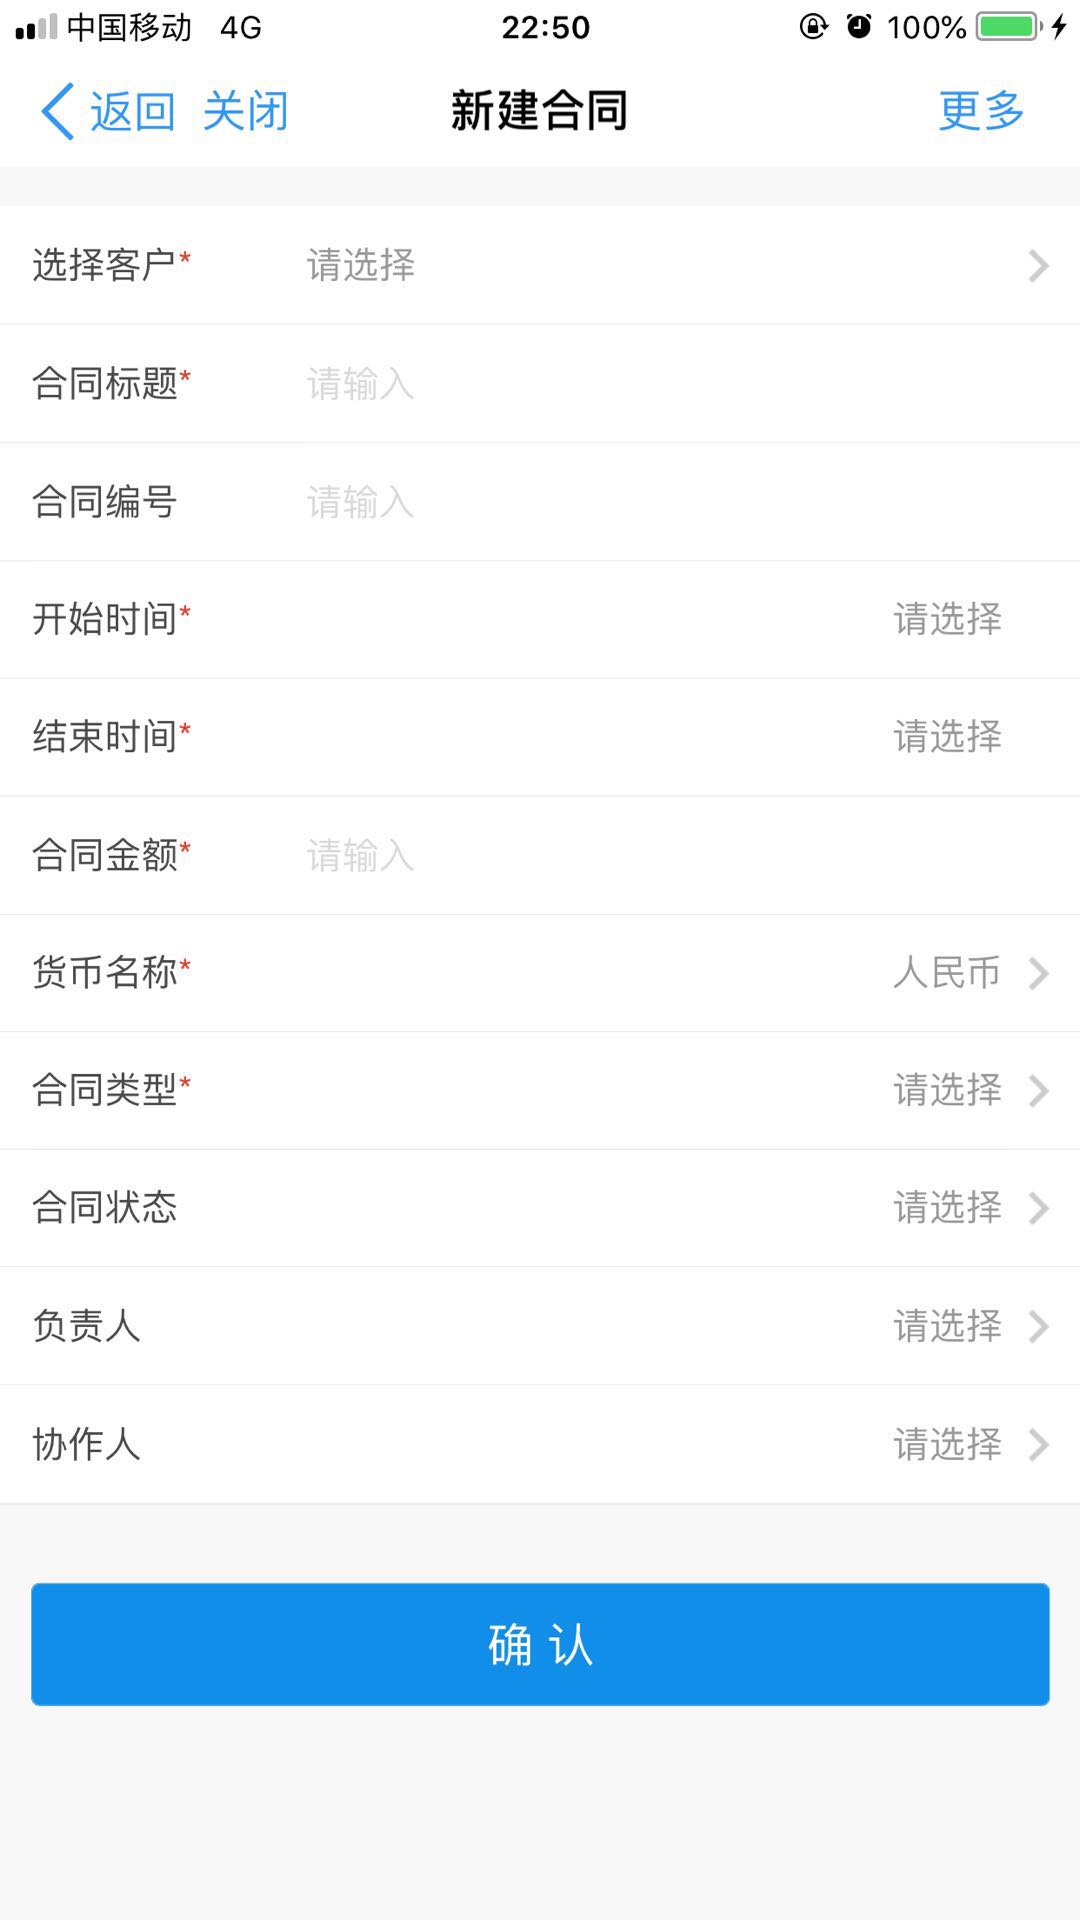 中国移动 4G 22:50 100%
返回 关闭 新建合同 更多
选择客户* 请选择
合同标题* 请输入
合同编号 请输入
开始时间* 请选择
结束时间* 请选择
合同金额* 请输入
货币名称* 人民币
合同类型* 请选择
合同状态 请选择
负责人 请选择
协作人 请选择
确 认